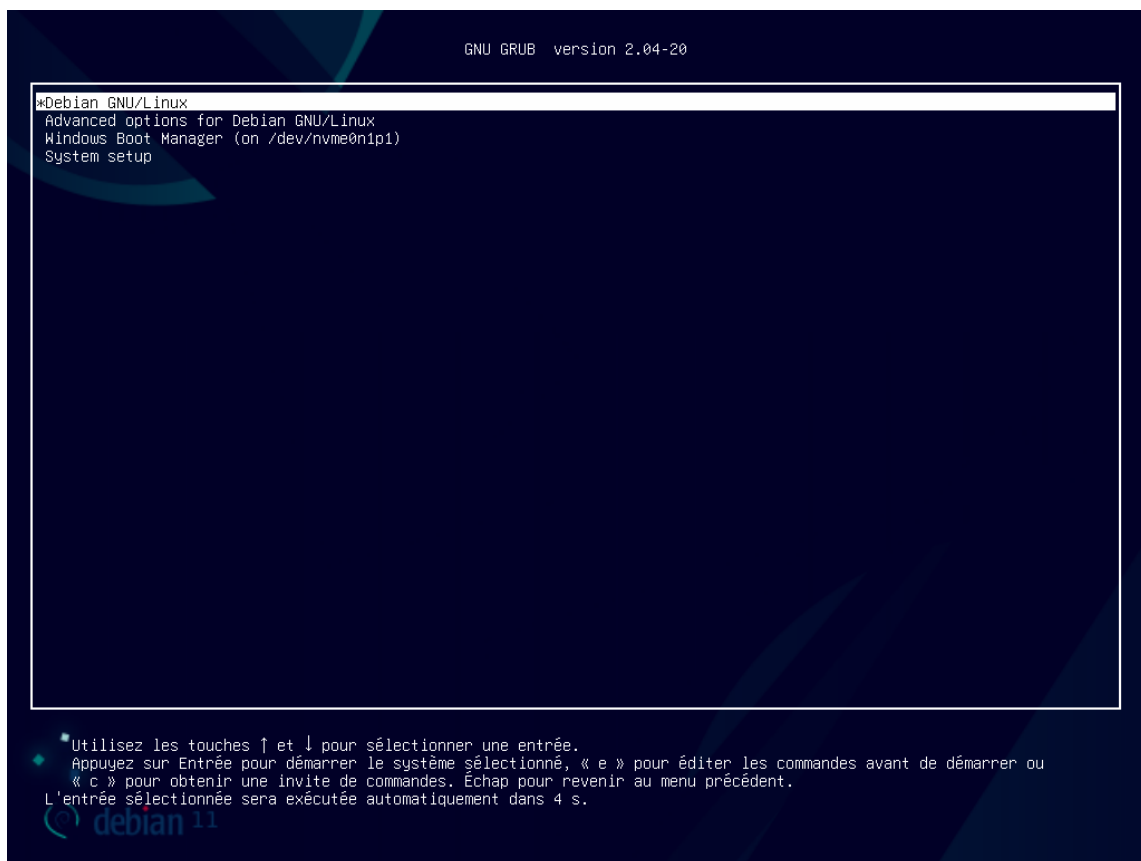 GNU GRUB  version 2.04-20
*Debian GNU/Linux
Advanced options for Debian GNU/Linux
Windows Boot Manager (on /dev/nvme0n1p1)
System setup
Utilisez les touches ↑ et ↓ pour sélectionner une entrée.
Appuyez sur Entrée pour démarrer le système sélectionné, « e » pour éditer les commandes avant de démarrer ou
« c » pour obtenir une invite de commandes. Échap pour revenir au menu précédent.
L'entrée sélectionnée sera exécutée automatiquement dans 4 s.
debian 11